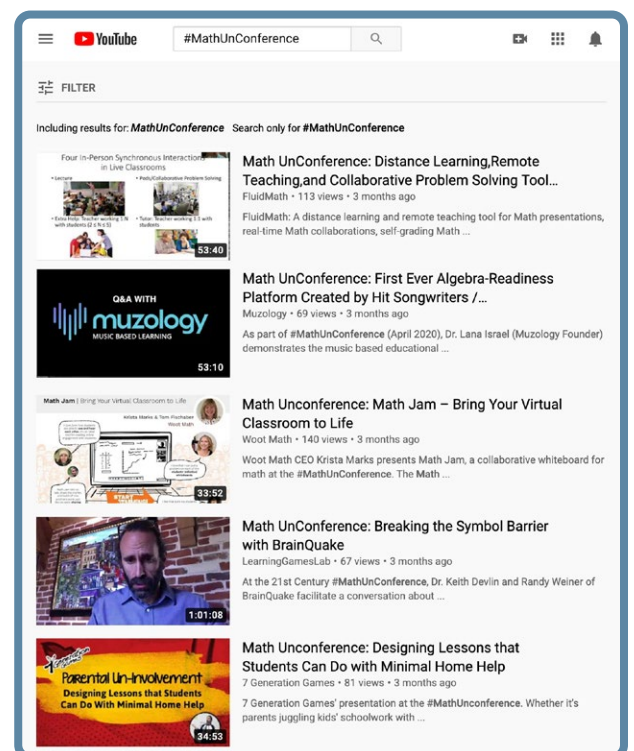 YouTube
#MathUnConference
FILTER
Including results for: MathUnConference Search only for #MathUnConference
Four In-Person Synchronous Interactions
in Live Classrooms
• Lecture
53:40
Math UnConference: Distance Learning,Remote
Teaching,and Collaborative Problem Solving Tool...
FluidMath • 113 views • 3 months ago
FluidMath: A distance learning and remote teaching tool for Math presentations,
real-time Math collaborations, self-grading Math ...
Q&A WITH
muzology
MUSIC BASED LEARNING
53:10
Math UnConference: First Ever Algebra-Readiness
Platform Created by Hit Songwriters /...
Muzology • 69 views • 3 months ago
As part of #MathUnConference (April 2020), Dr. Lana Israel (Muzology Founder)
demonstrates the music based educational ...
Math Jam | Bring Your Virtual Classroom to Life
Woot Math
33:52
Math Unconference: Math Jam – Bring Your Virtual
Classroom to Life
Woot Math • 140 views • 3 months ago
Woot Math CEO Krista Marks presents Math Jam, a collaborative whiteboard for
math at the #MathUnConference. The Math ...
1:01:08
Math UnConference: Breaking the Symbol Barrier
with BrainQuake
LearningGamesLab • 67 views • 3 months ago
At the 21st Century #MathUnConference, Dr. Keith Devlin and Randy Weiner of
BrainQuake facilitate a conversation about ...
Parental Un-Involvement
Designing Lessons that Students
Can Do With Minimal Home Help
34:53
Math Unconference: Designing Lessons that
Students Can Do with Minimal Home Help
7 Generation Games • 81 views • 3 months ago
7 Generation Games' presentation at the #MathUnconference. Whether it's
parents juggling kids' schoolwork with ...